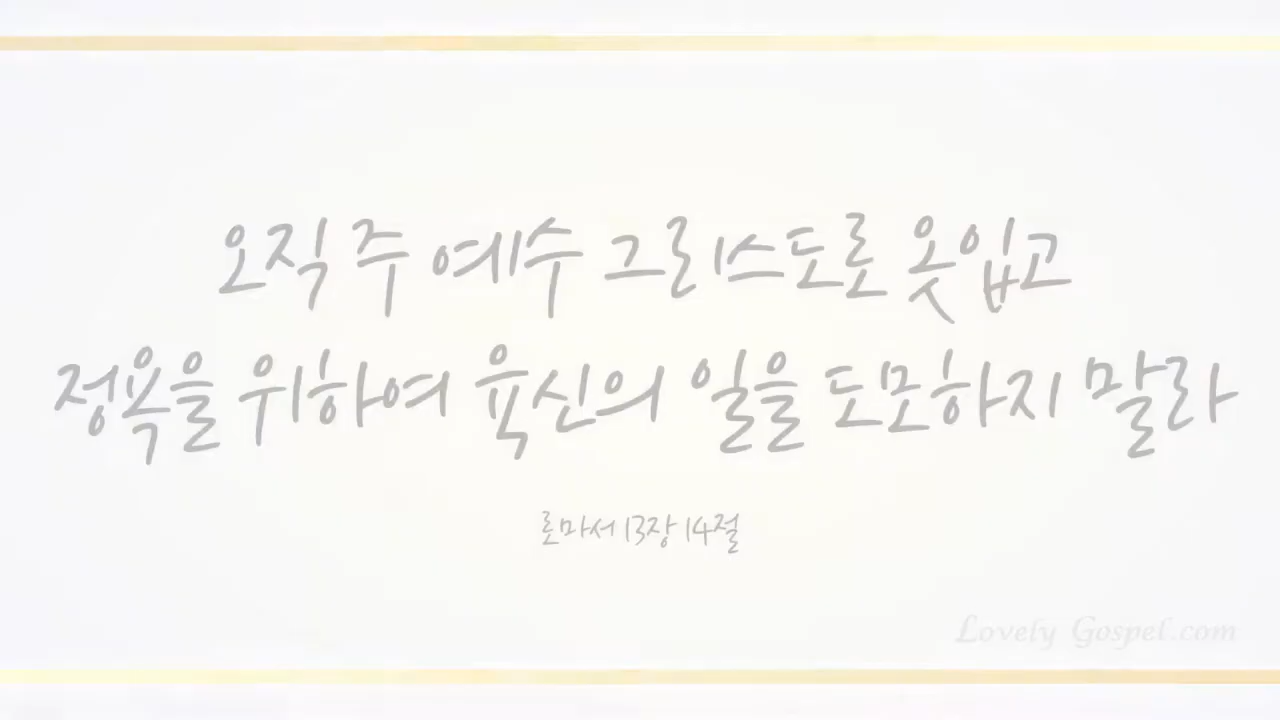 오직 주 예수 그리스도로 옷입고
정욕을 위하여 육신의 일을 도모하지 말라
로마서 13장 14절
Lovely Gospel.com